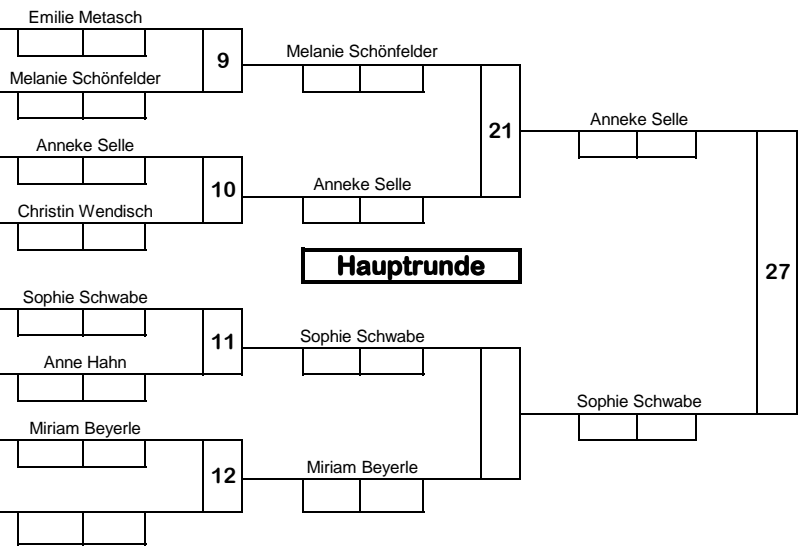 Emilie Metasch
9
Melanie Schönfelder
Melanie Schönfelder
21
Anneke Selle
Anneke Selle
10
Anneke Selle
Christin Wendisch
Hauptrunde
27
Sophie Schwabe
11
Sophie Schwabe
Anne Hahn
Sophie Schwabe
Miriam Beyerle
12
Miriam Beyerle